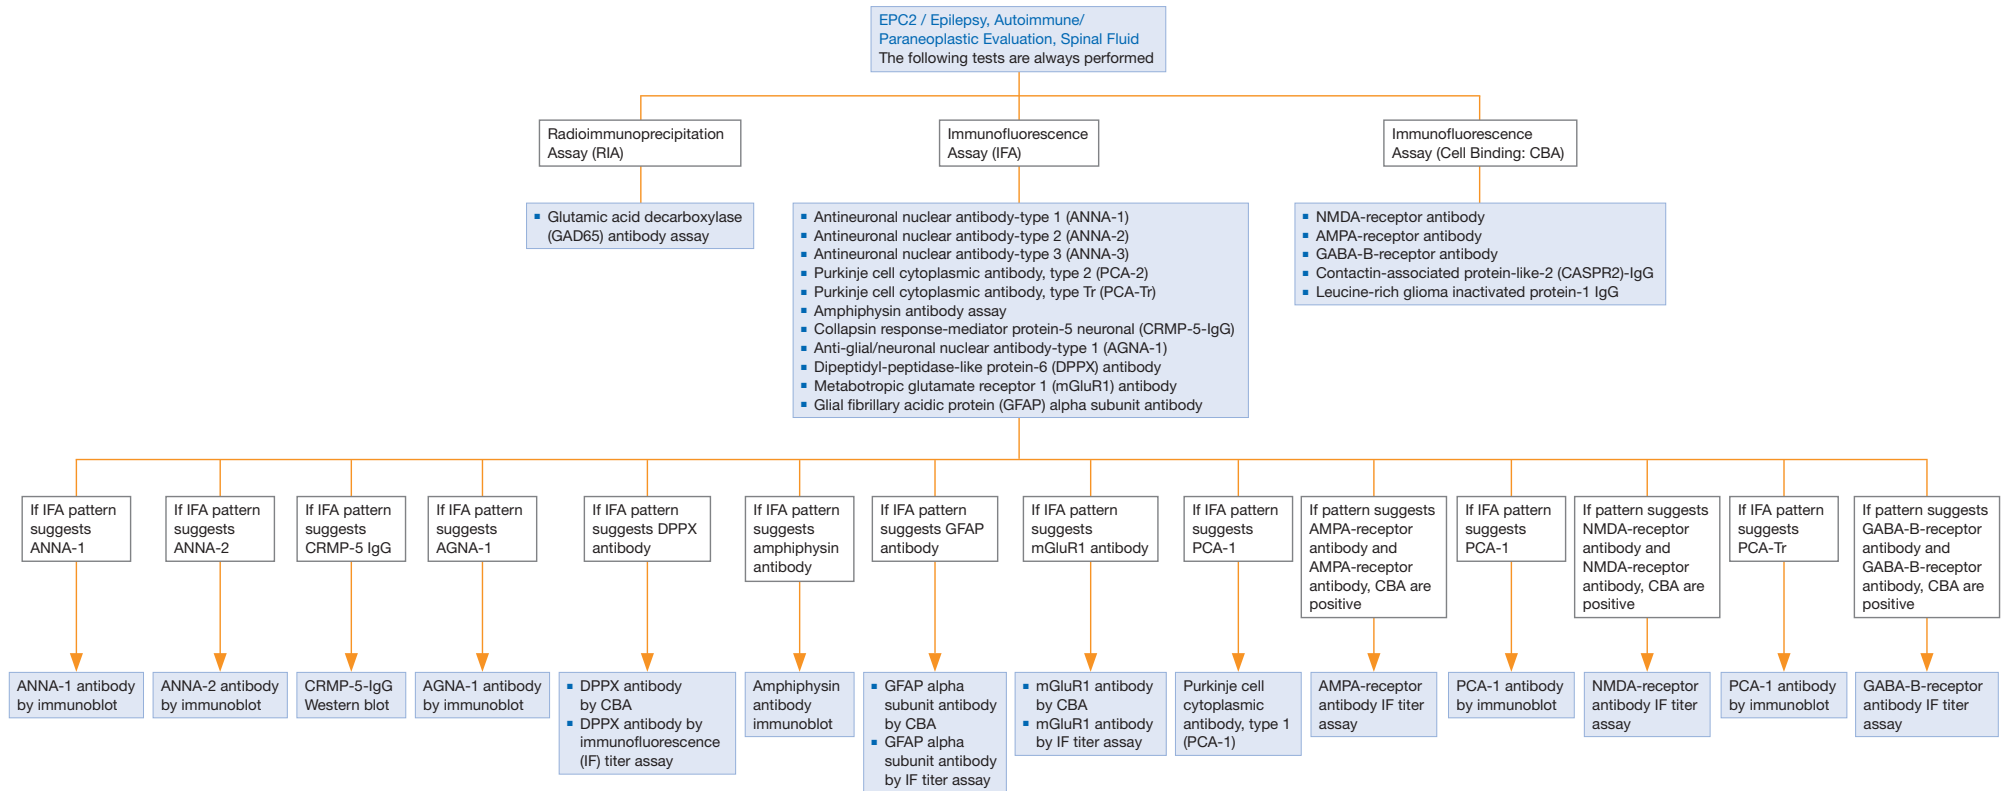 EPC2 / Epilepsy, Autoimmune/
Paraneoplastic Evaluation, Spinal Fluid
The following tests are always performed
Radioimmunoprecipitation
Assay (RIA)
Immunofluorescence
Assay (IFA)
Immunofluorescence
Assay (Cell Binding: CBA)
▪ Glutamic acid decarboxylase
(GAD65) antibody assay
▪ Antineuronal nuclear antibody-type 1 (ANNA-1)
▪ Antineuronal nuclear antibody-type 2 (ANNA-2)
▪ Antineuronal nuclear antibody-type 3 (ANNA-3)
▪ Purkinje cell cytoplasmic antibody, type 2 (PCA-2)
▪ Purkinje cell cytoplasmic antibody, type Tr (PCA-Tr)
▪ Amphiphysin antibody assay
▪ Collapsin response-mediator protein-5 neuronal (CRMP-5-IgG)
▪ Anti-glial/neuronal nuclear antibody-type 1 (AGNA-1)
▪ Dipeptidyl-peptidase-like protein-6 (DPPX) antibody
▪ Metabotropic glutamate receptor 1 (mGluR1) antibody
▪ Glial fibrillary acidic protein (GFAP) alpha subunit antibody
▪ NMDA-receptor antibody
▪ AMPA-receptor antibody
▪ GABA-B-receptor antibody
▪ Contactin-associated protein-like-2 (CASPR2)-IgG
▪ Leucine-rich glioma inactivated protein-1 IgG
If IFA pattern
suggests
ANNA-1
If IFA pattern
suggests
ANNA-2
If IFA pattern
suggests
CRMP-5 IgG
If IFA pattern
suggests
AGNA-1
If IFA pattern
suggests DPPX
antibody
If IFA pattern
suggests
amphiphysin
antibody
If IFA pattern
suggests GFAP
antibody
If IFA pattern
suggests
mGluR1 antibody
If IFA pattern
suggests
PCA-1
If pattern suggests
AMPA-receptor
antibody and
AMPA-receptor
antibody, CBA are
positive
If IFA pattern
suggests
PCA-1
If pattern suggests
NMDA-receptor
antibody and
NMDA-receptor
antibody, CBA are
positive
If IFA pattern
suggests
PCA-Tr
If pattern suggests
GABA-B-receptor
antibody and
GABA-B-receptor
antibody, CBA are
positive
ANNA-1 antibody
by immunoblot
ANNA-2 antibody
by immunoblot
CRMP-5-IgG
Western blot
AGNA-1 antibody
by immunoblot
▪ DPPX antibody
by CBA
▪ DPPX antibody by
immunofluorescence
(IF) titer assay
Amphiphysin
antibody
immunoblot
▪ GFAP alpha
subunit antibody
by CBA
▪ GFAP alpha
subunit antibody
by IF titer assay
▪ mGluR1 antibody
by CBA
▪ mGluR1 antibody
by IF titer assay
Purkinje cell
cytoplasmic
antibody, type 1
(PCA-1)
AMPA-receptor
antibody IF titer
assay
PCA-1 antibody
by immunoblot
NMDA-receptor
antibody IF titer
assay
PCA-1 antibody
by immunoblot
GABA-B-receptor
antibody IF titer
assay